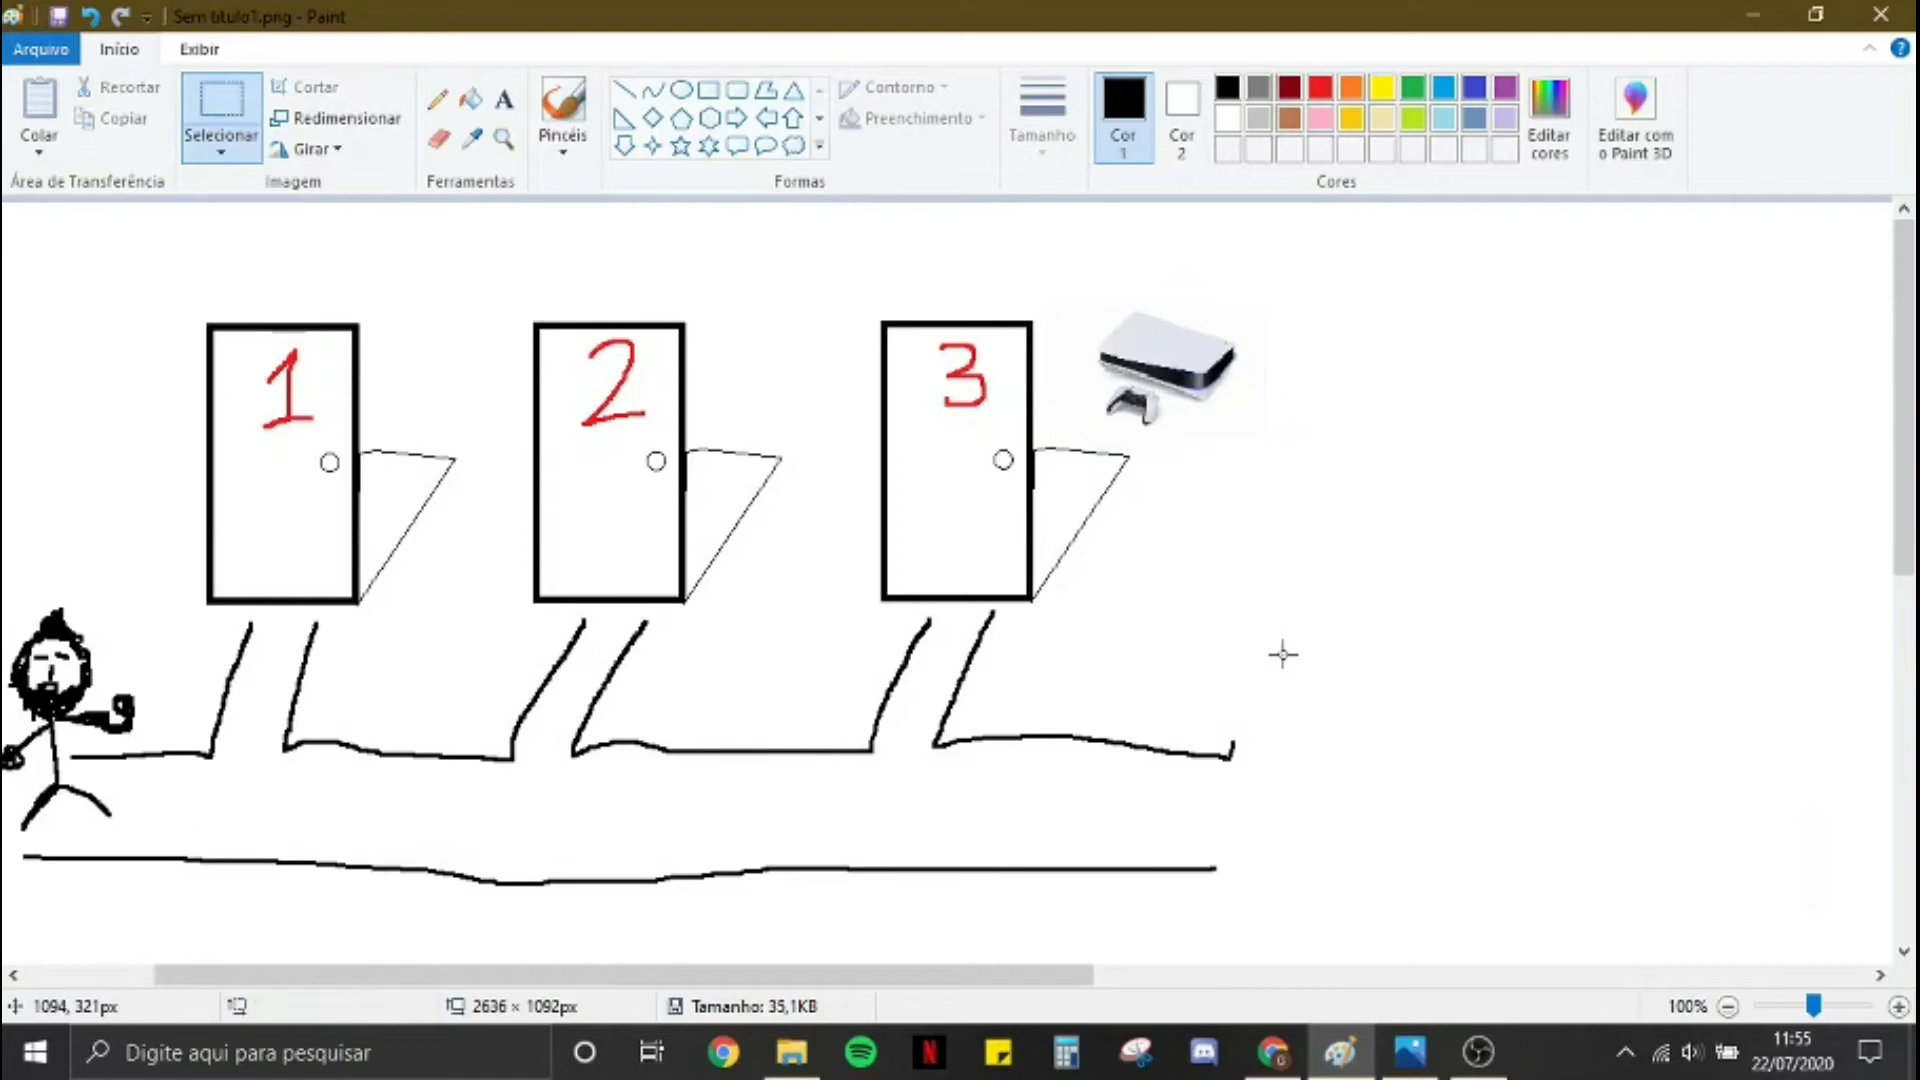 Sem titulo1.png - Paint
Arquivo Início Exibir
Colar
Recortar
Copiar
Área de Transferência
Selecionar
Cortar
Redimensionar
Girar
Imagem
A
Ferramentas
Pincéis
Contorno
Preenchimento
Formas
Tamanho
Cor 1
Cor 2
Editar cores
Editar com o Paint 3D
Cores
1 2 3
1094, 321px
2636 × 1092px
Tamanho: 35,1KB
100%
Digite aqui para pesquisar
11:55
22/07/2020